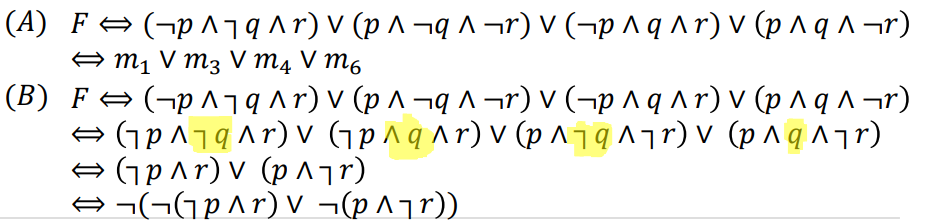 (A) F ⇔ (¬p ∧ ¬q ∧ r) ∨ (p ∧ ¬q ∧ ¬r) ∨ (¬p ∧ q ∧ r) ∨ (p ∧ q ∧ ¬r)
⇔ m₁ ∨ m₃ ∨ m₄ ∨ m₆
(B) F ⇔ (¬p ∧ ¬q ∧ r) ∨ (p ∧ ¬q ∧ ¬r) ∨ (¬p ∧ q ∧ r) ∨ (p ∧ q ∧ ¬r)
⇔ (¬p ∧ ¬q ∧ r) ∨ (¬p ∧ q ∧ r) ∨ (p ∧ ¬q ∧ ¬r) ∨ (p ∧ q ∧ ¬r)
⇔ (¬p ∧ r) ∨ (p ∧ ¬r)
⇔ ¬(¬(¬p ∧ r) ∨ ¬(p ∧ ¬r))